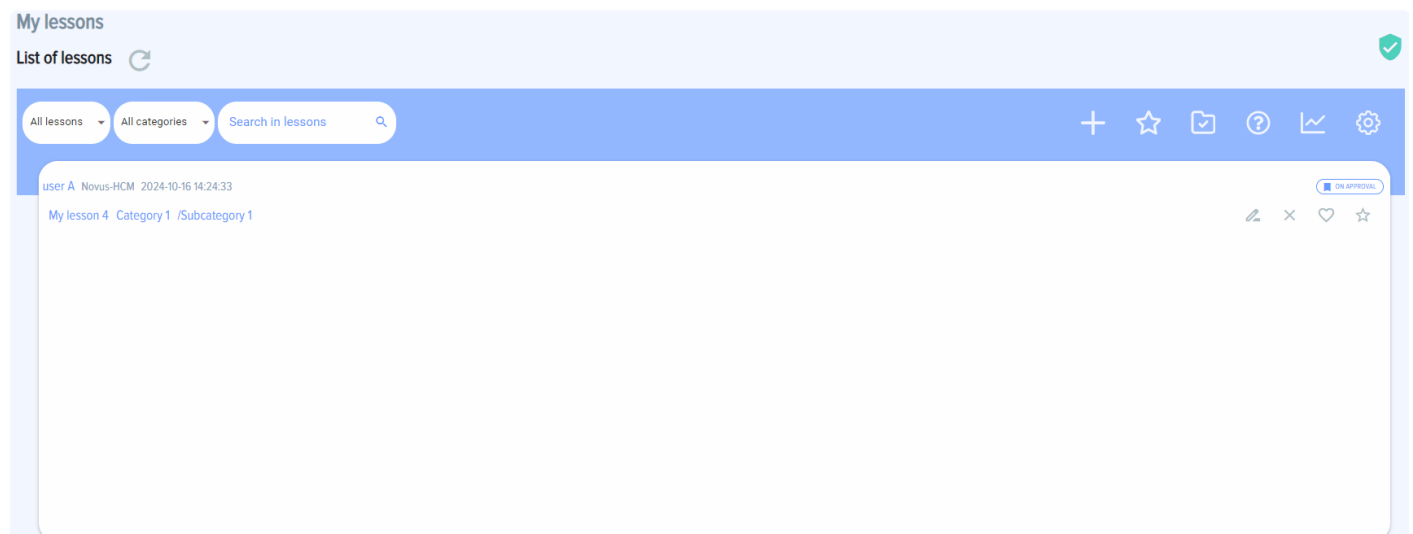 My lessons
List of lessons
All lessons All categories Search in lessons
user A Novus-HCM 2024-10-16 14:24:33 ON APPROVAL
My lesson 4 Category 1 /Subcategory 1